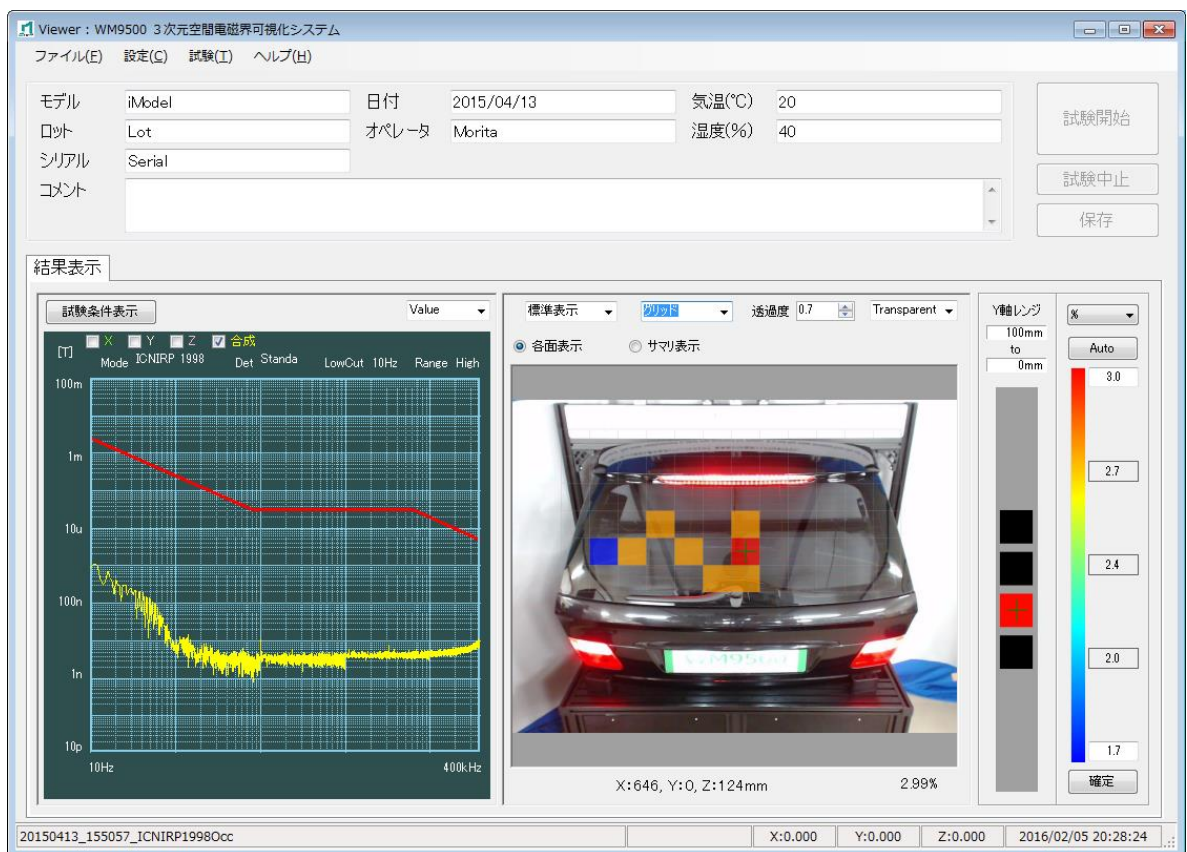 Viewer : WM9500 3次元空間電磁界可視化システム
ファイル(F) 設定(C) 試験(T) ヘルプ(H)
モデル iModel 日付 2015/04/13 気温(℃) 20
試験開始
ロット Lot オペレータ Morita 湿度(%) 40
シリアル Serial
試験中止
コメント
保存
結果表示
試験条件表示 Value
X Y Z 合成
[T] Mode ICNIRP 1998 Det Standa LowCut 10Hz Range High
100m
1m
10u
100n
1n
10p
10Hz 400kHz
標準表示 グリッド 透過度 0.7 Transparent
各面表示 サマリ表示
WM9500
X:646, Y:0, Z:124mm 2.99%
Y軸レンジ
100mm
to
0mm
%
Auto
3.0
2.7
2.4
2.0
1.7
確定
20150413_155057_ICNIRP1998Occ X:0.000 Y:0.000 Z:0.000 2016/02/05 20:28:24